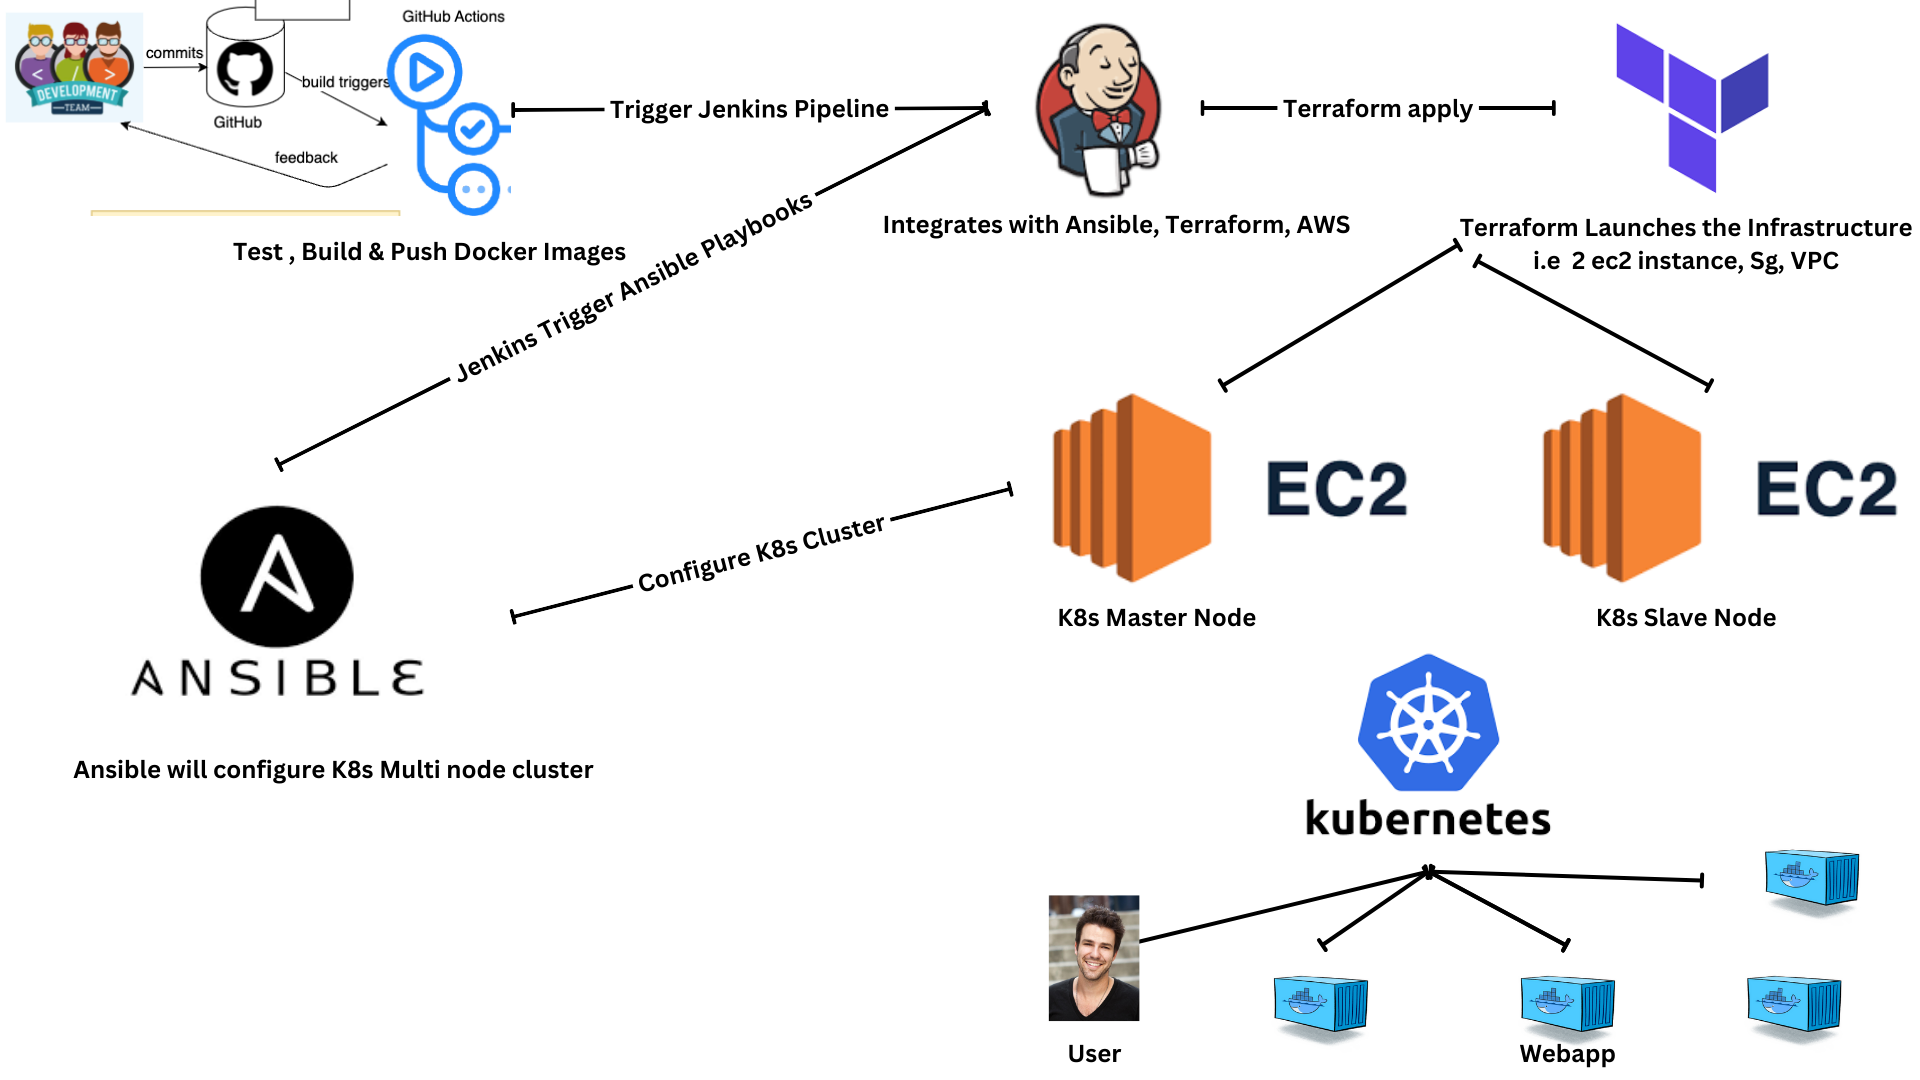 GitHub Actions
commits
build triggers
< / >
DEVELOPMENT
TEAM
GitHub
feedback
Trigger Jenkins Pipeline
Terraform apply
Test , Build & Push Docker Images
Integrates with Ansible, Terraform, AWS
Terraform Launches the Infrastructure
i.e 2 ec2 instance, Sg, VPC
Jenkins Trigger Ansible Playbooks
EC2
EC2
Configure K8s Cluster
K8s Master Node
K8s Slave Node
ANSIBLE
Ansible will configure K8s Multi node cluster
kubernetes
User
Webapp